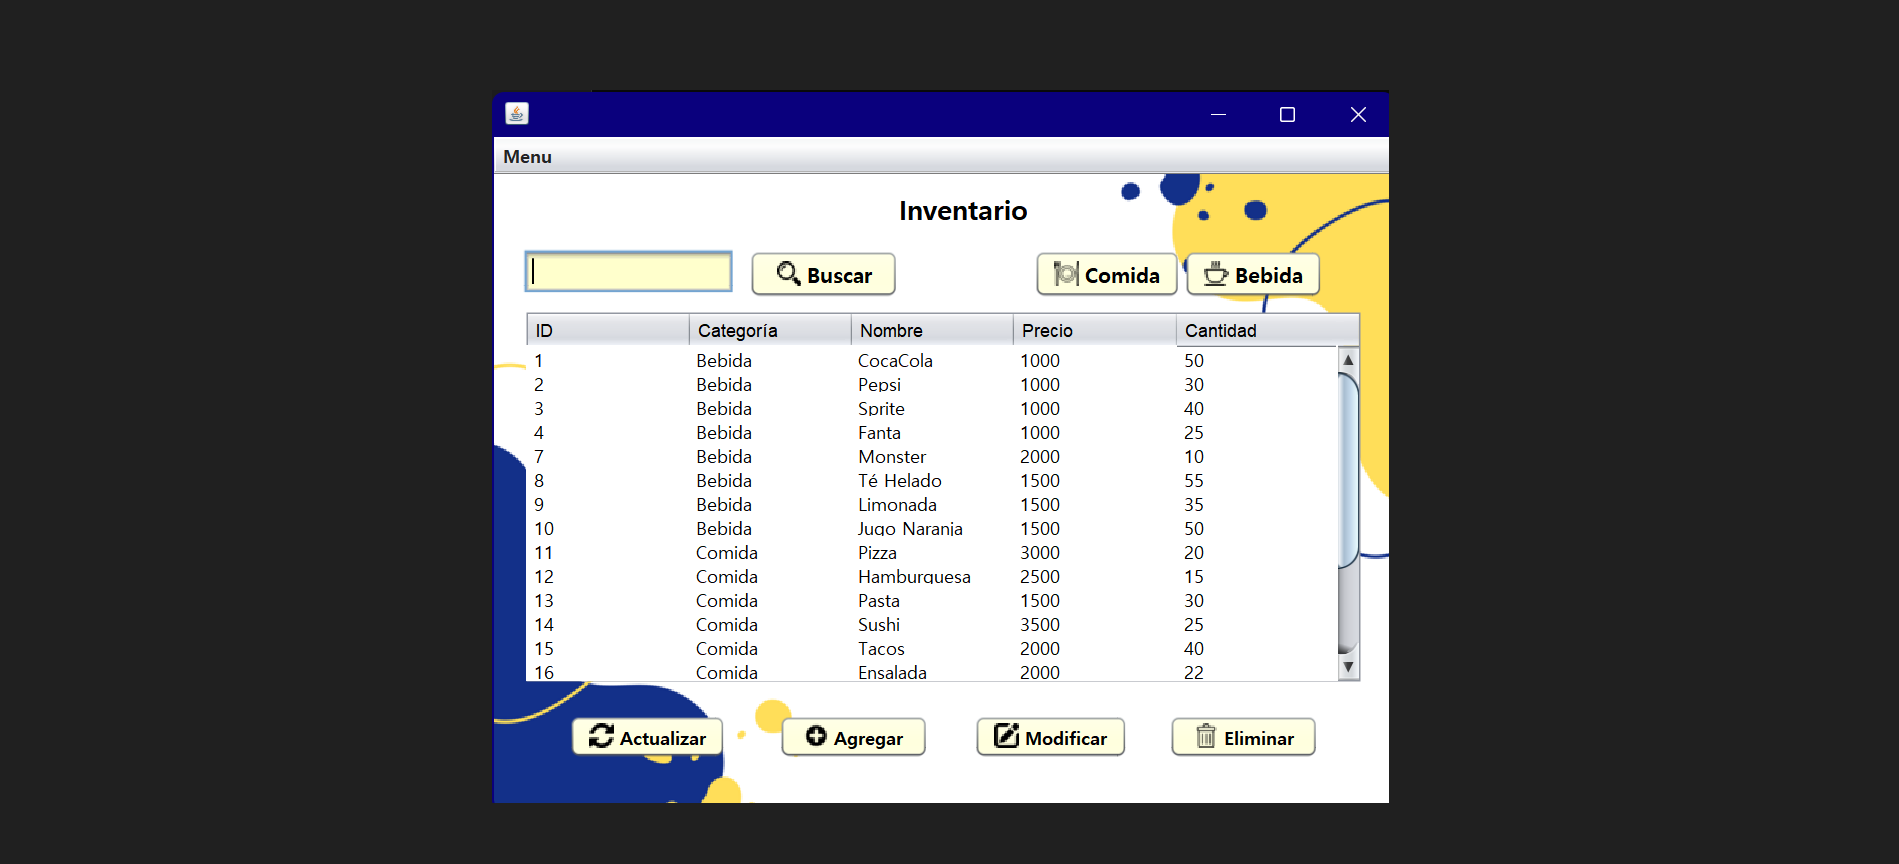 Menu
Inventario
Buscar Comida Bebida
ID Categoría Nombre Precio Cantidad
1 Bebida CocaCola 1000 50
2 Bebida Pepsi 1000 30
3 Bebida Sprite 1000 40
4 Bebida Fanta 1000 25
7 Bebida Monster 2000 10
8 Bebida Té Helado 1500 55
9 Bebida Limonada 1500 35
10 Bebida Jugo Naranja 1500 50
11 Comida Pizza 3000 20
12 Comida Hamburguesa 2500 15
13 Comida Pasta 1500 30
14 Comida Sushi 3500 25
15 Comida Tacos 2000 40
16 Comida Ensalada 2000 22
Actualizar Agregar Modificar Eliminar